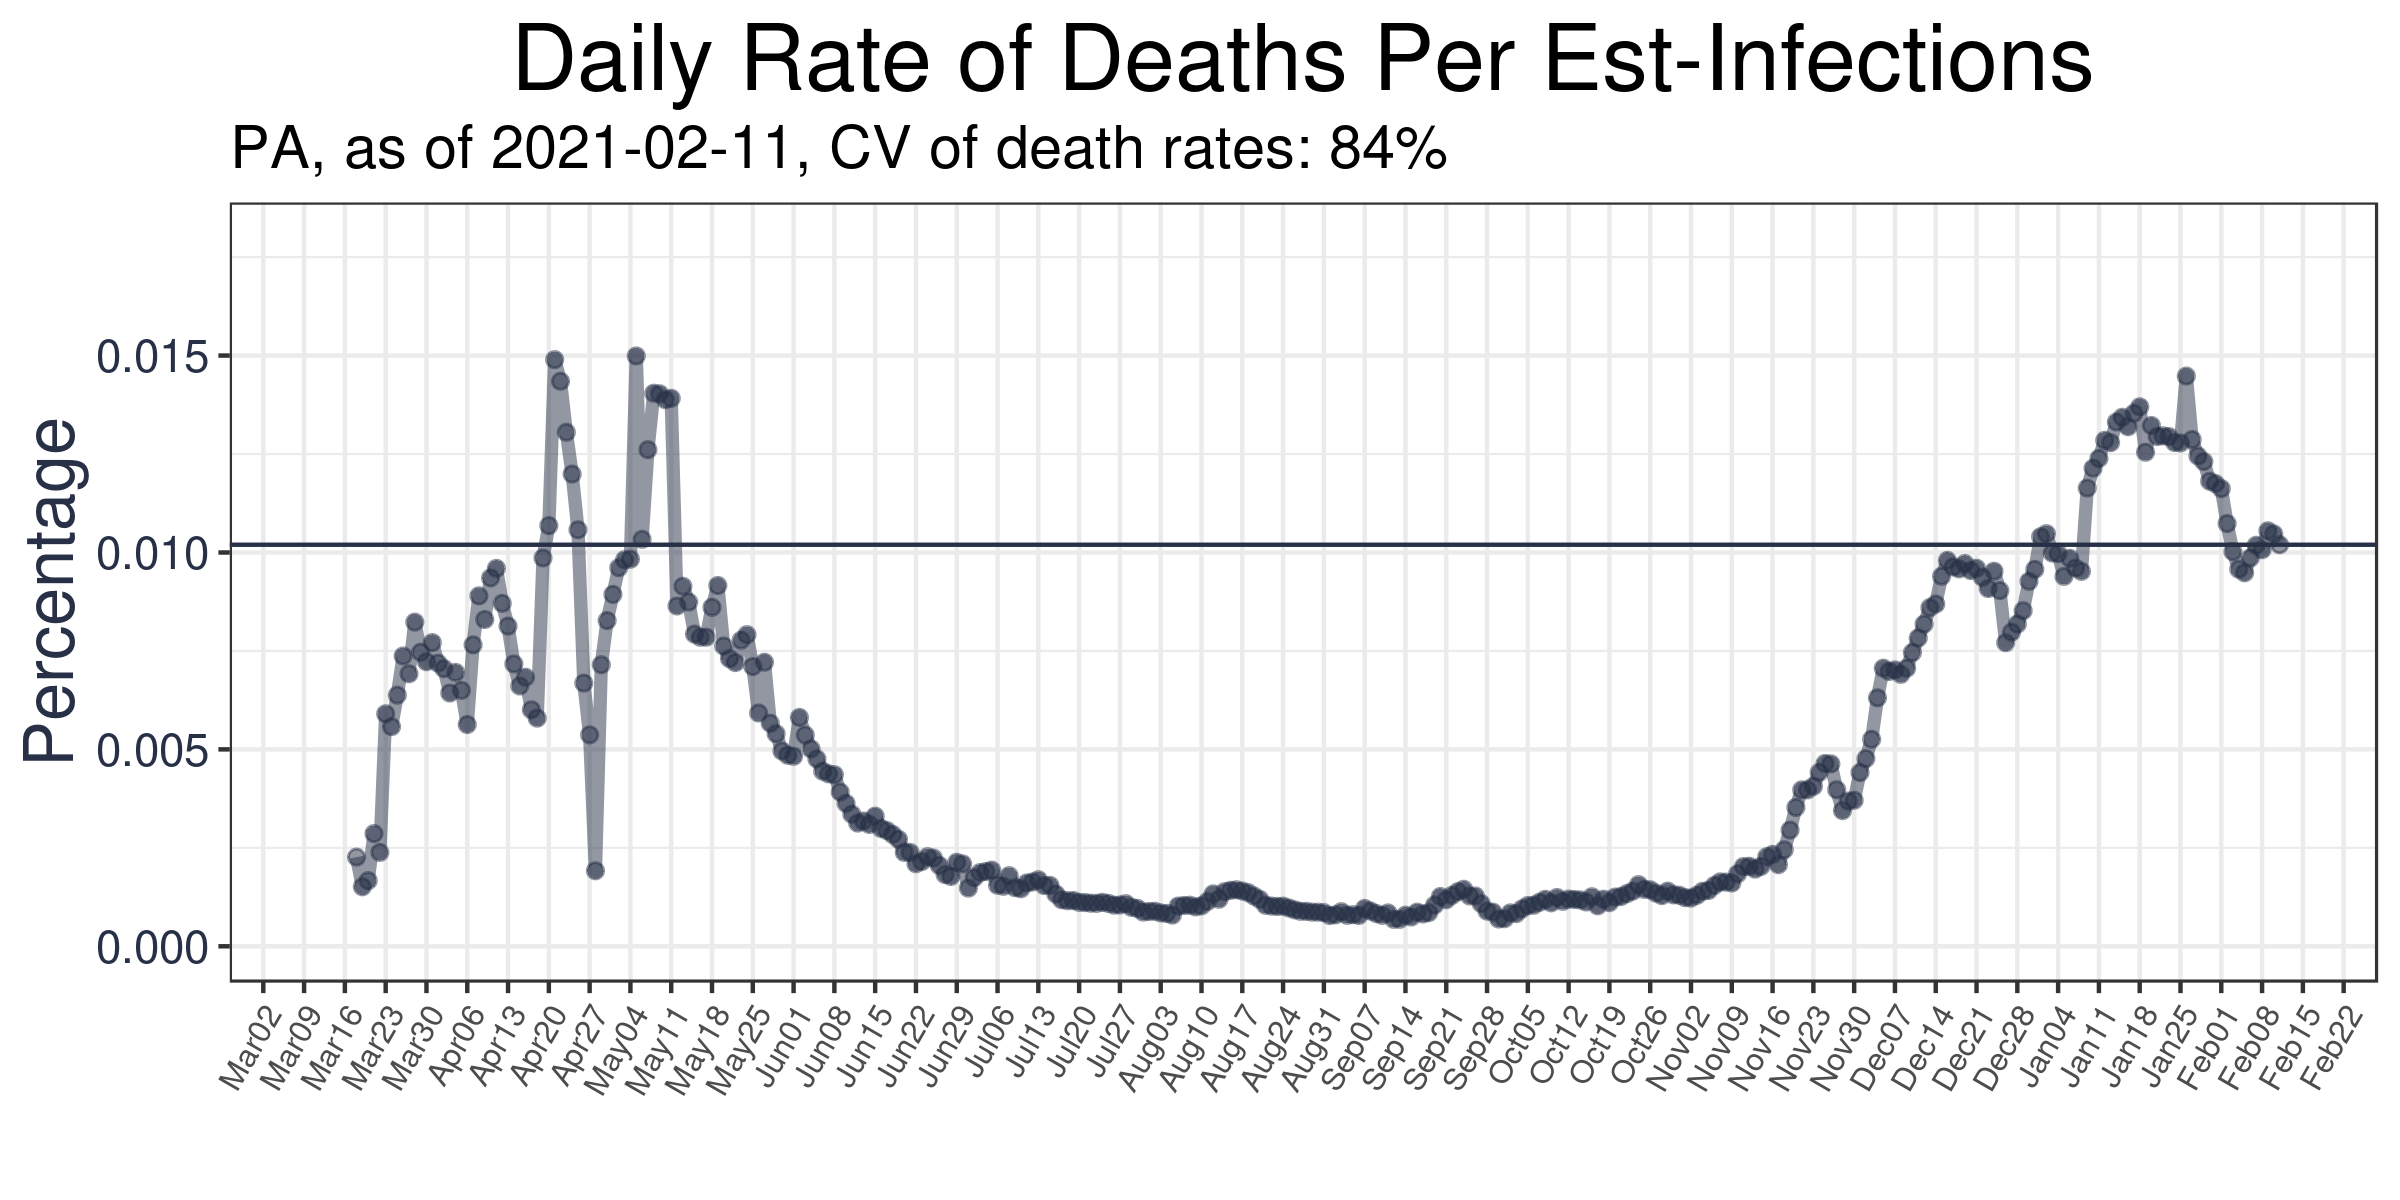 Daily Rate of Deaths Per Est-Infections
PA, as of 2021-02-11, CV of death rates: 84%
Percentage
0.015
0.010
0.005
0.000
Mar02
Mar09
Mar16
Mar23
Mar30
Apr06
Apr13
Apr20
Apr27
May04
May11
May18
May25
Jun01
Jun08
Jun15
Jun22
Jun29
Jul06
Jul13
Jul20
Jul27
Aug03
Aug10
Aug17
Aug24
Aug31
Sep07
Sep14
Sep21
Sep28
Oct05
Oct12
Oct19
Oct26
Nov02
Nov09
Nov16
Nov23
Nov30
Dec07
Dec14
Dec21
Dec28
Jan04
Jan11
Jan18
Jan25
Feb01
Feb08
Feb15
Feb22